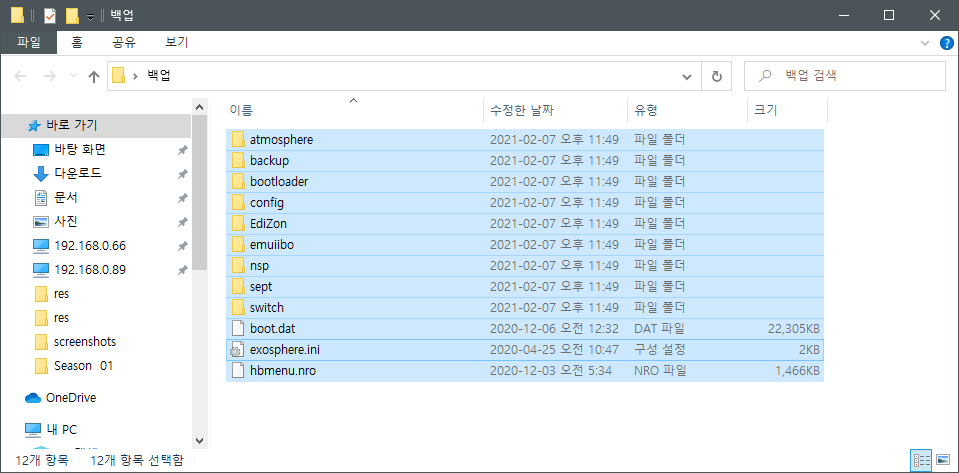 백업
파일 홈 공유 보기
백업 백업 검색
이름 수정한 날짜 유형 크기
바로 가기
바탕 화면
다운로드
문서
사진
192.168.0.66
192.168.0.89
res
res
screenshots
Season 01
OneDrive
내 PC
atmosphere 2021-02-07 오후 11:49 파일 폴더
backup 2021-02-07 오후 11:49 파일 폴더
bootloader 2021-02-07 오후 11:49 파일 폴더
config 2021-02-07 오후 11:49 파일 폴더
EdiZon 2021-02-07 오후 11:49 파일 폴더
emuiibo 2021-02-07 오후 11:49 파일 폴더
nsp 2021-02-07 오후 11:49 파일 폴더
sept 2021-02-07 오후 11:49 파일 폴더
switch 2021-02-07 오후 11:49 파일 폴더
boot.dat 2020-12-06 오전 12:32 DAT 파일 22,305KB
exosphere.ini 2020-04-25 오전 10:47 구성 설정 2KB
hbmenu.nro 2020-12-03 오전 5:34 NRO 파일 1,466KB
12개 항목 12개 항목 선택함